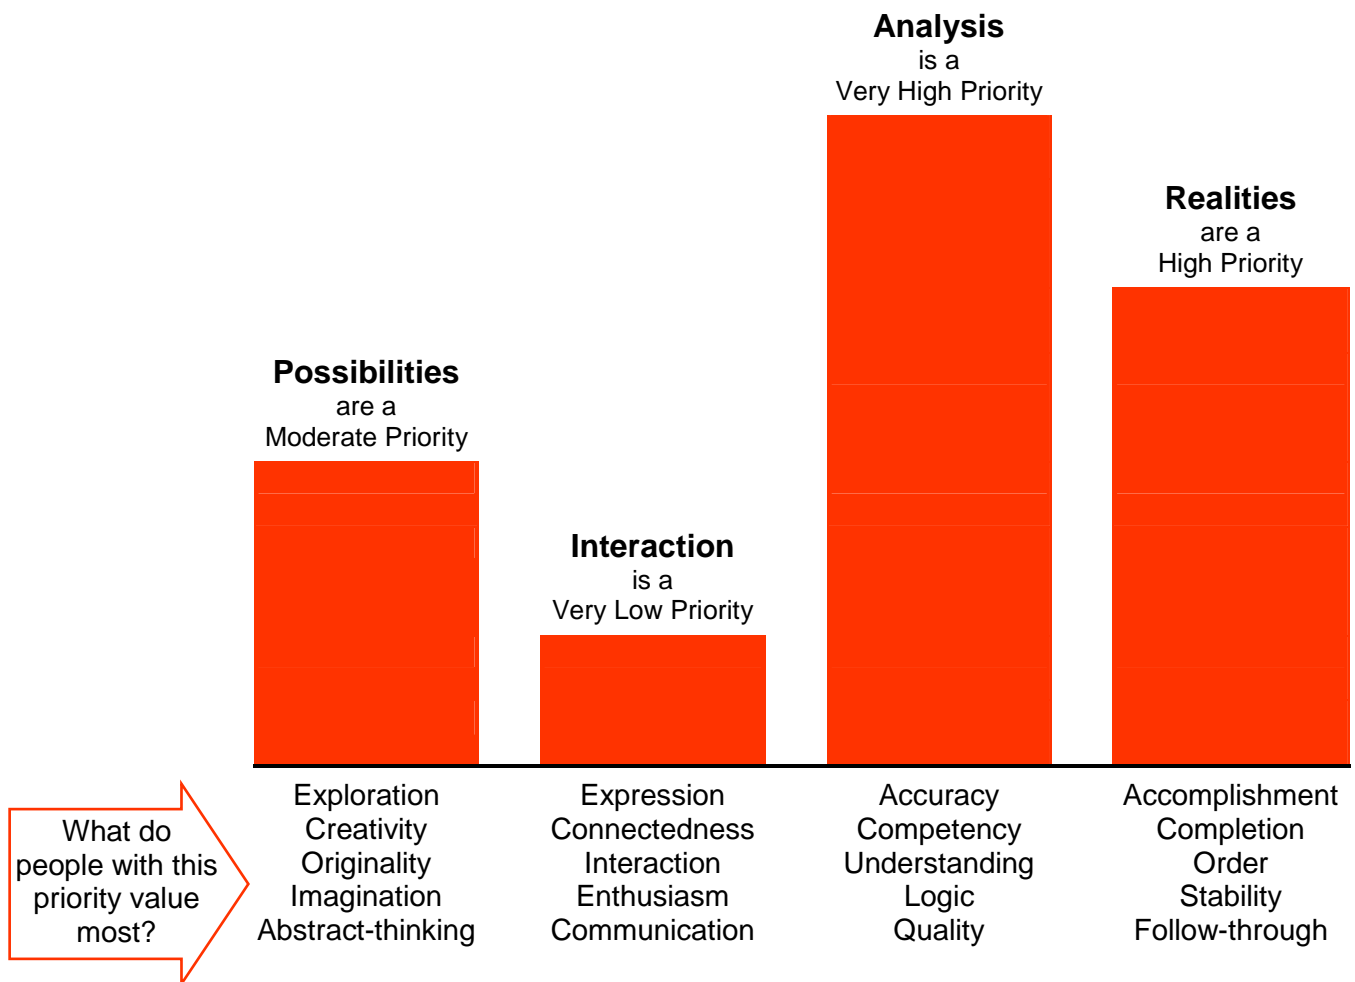 Analysis
is a
Very High Priority
Realities
are a
High Priority
Possibilities
are a
Moderate Priority
Interaction
is a
Very Low Priority
What do
people with this
priority value
most?
Exploration
Creativity
Originality
Imagination
Abstract-thinking
Expression
Connectedness
Interaction
Enthusiasm
Communication
Accuracy
Competency
Understanding
Logic
Quality
Accomplishment
Completion
Order
Stability
Follow-through